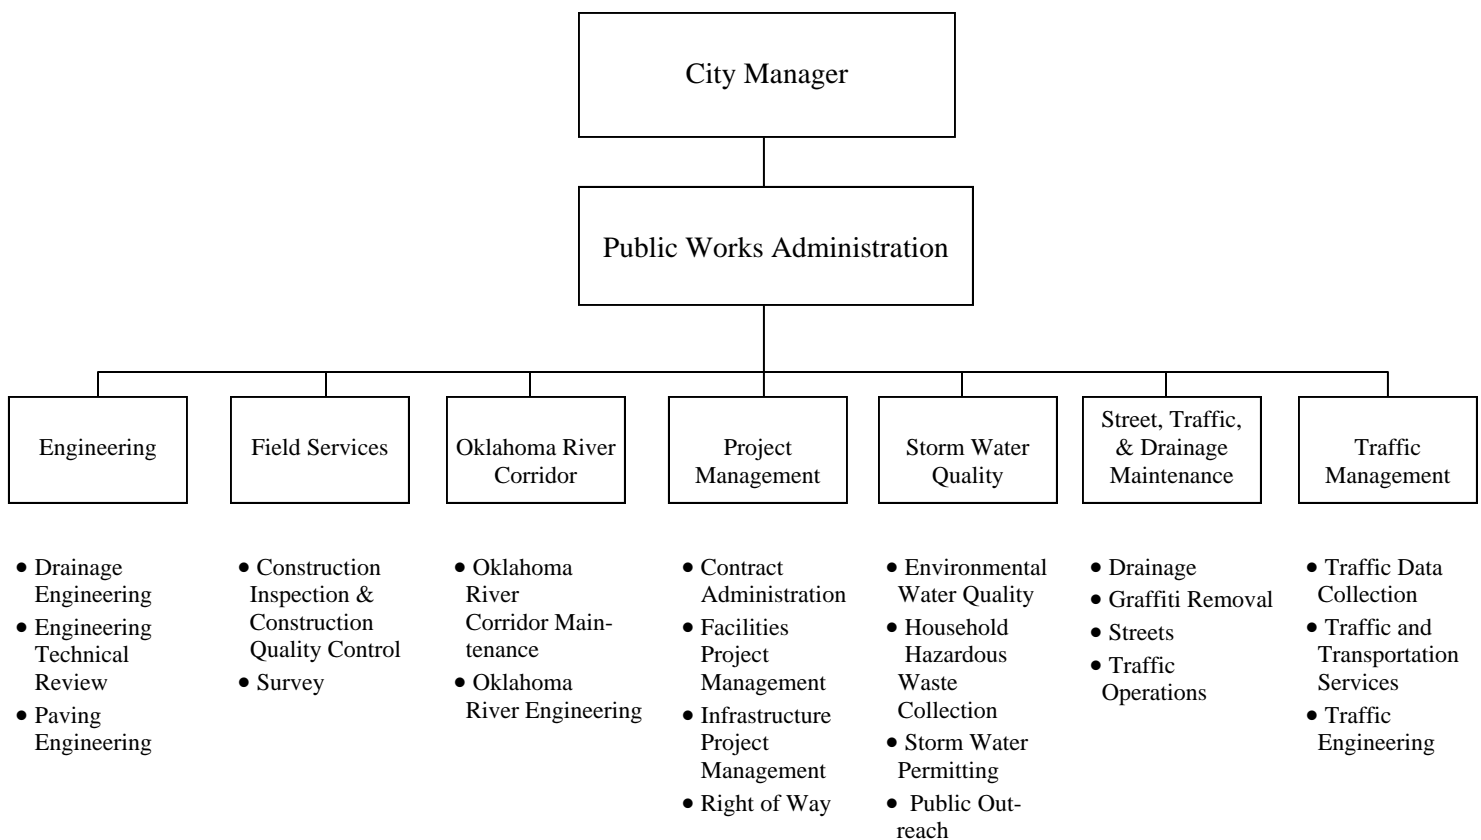 City Manager
Public Works Administration
Engineering
Field Services
Oklahoma River
Corridor
Project
Management
Storm Water
Quality
Street, Traffic,
& Drainage
Maintenance
Traffic
Management
• Drainage
Engineering
• Engineering
Technical
Review
• Paving
Engineering
• Construction
Inspection &
Construction
Quality Control
• Survey
• Oklahoma
River
Corridor Main-
tenance
• Oklahoma
River Engineering
• Contract
Administration
• Facilities
Project
Management
• Infrastructure
Project
Management
• Right of Way
• Environmental
Water Quality
• Household
Hazardous
Waste
Collection
• Storm Water
Permitting
• Public Out-
reach
• Drainage
• Graffiti Removal
• Streets
• Traffic
Operations
• Traffic Data
Collection
• Traffic and
Transportation
Services
• Traffic
Engineering